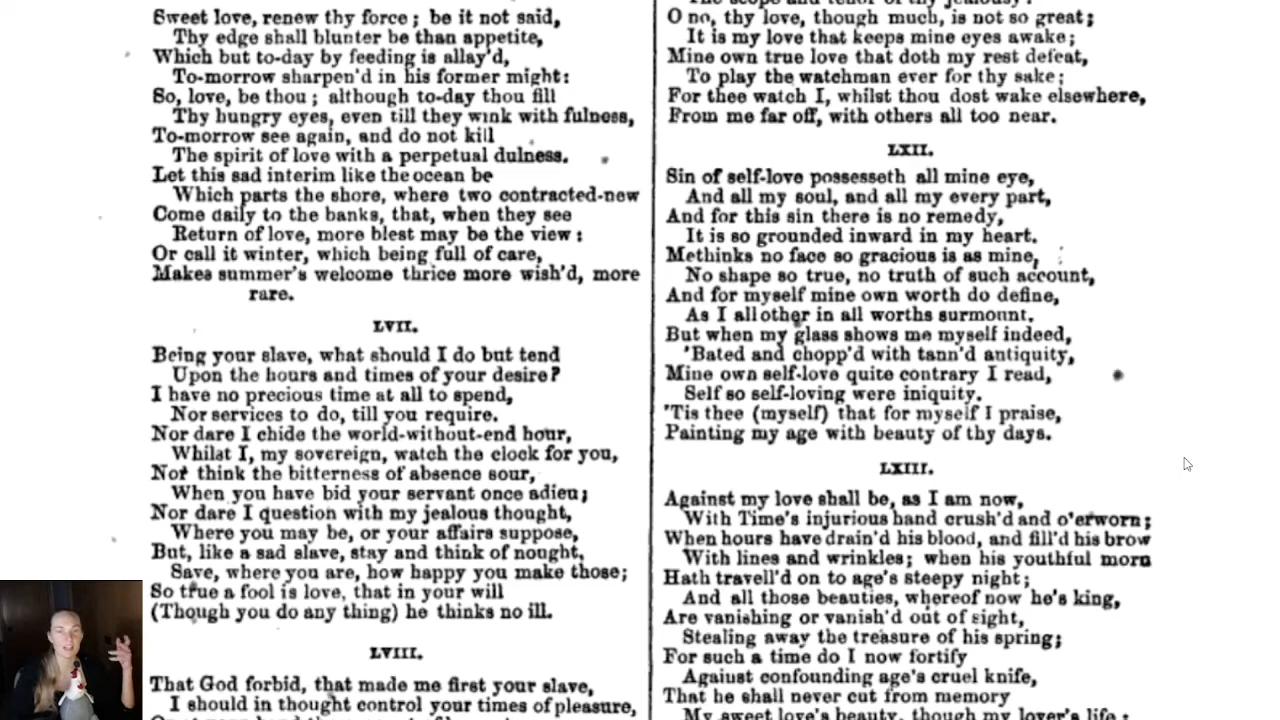 Sweet love, renew thy force; be it not said,
Thy edge shall blunter be than appetite,
Which but to-day by feeding is allay'd,
To-morrow sharpen'd in his former might:
So, love, be thou; although to-day thou fill
Thy hungry eyes, even till they wink with fulness,
To-morrow see again, and do not kill
The spirit of love with a perpetual dulness.
Let this sad interim like the ocean be
Which parts the shore, where two contracted-new
Come daily to the banks, that, when they see
Return of love, more blest may be the view:
Or call it winter, which being full of care,
Makes summer's welcome thrice more wish'd, more
rare.
LVII.
Being your slave, what should I do but tend
Upon the hours and times of your desire?
I have no precious time at all to spend,
Nor services to do, till you require.
Nor dare I chide the world-without-end hour,
Whilst I, my sovereign, watch the clock for you,
Not think the bitterness of absence sour,
When you have bid your servant once adieu;
Nor dare I question with my jealous thought,
Where you may be, or your affairs suppose,
But, like a sad slave, stay and think of nought,
Save, where you are, how happy you make those;
So true a fool is love, that in your will
(Though you do any thing) he thinks no ill.
LVIII.
That God forbid, that made me first your slave,
I should in thought control your times of pleasure,
The scope and tenor of thy jealousy?
O no, thy love, though much, is not so great;
It is my love that keeps mine eyes awake;
Mine own true love that doth my rest defeat,
To play the watchman ever for thy sake;
For thee watch I, whilst thou dost wake elsewhere,
From me far off, with others all too near.
LXII.
Sin of self-love possesseth all mine eye,
And all my soul, and all my every part,
And for this sin there is no remedy,
It is so grounded inward in my heart.
Methinks no face so gracious is as mine,
No shape so true, no truth of such account,
And for myself mine own worth do define,
As I all other in all worths surmount.
But when my glass shows me myself indeed,
'Bated and chopp'd with tann'd antiquity,
Mine own self-love quite contrary I read,
Self so self-loving were iniquity.
'Tis thee (myself) that for myself I praise,
Painting my age with beauty of thy days.
LXIII.
Against my love shall be, as I am now,
With Time's injurious hand crush'd and o'erworn;
When hours have drain'd his blood, and fill'd his brow
With lines and wrinkles; when his youthful morn
Hath travell'd on to age's steepy night;
And all those beauties, whereof now he's king,
Are vanishing or vanish'd out of sight,
Stealing away the treasure of his spring;
For such a time do I now fortify
Against confounding age's cruel knife,
That he shall never cut from memory
My sweet love's beauty, though my lover's life: